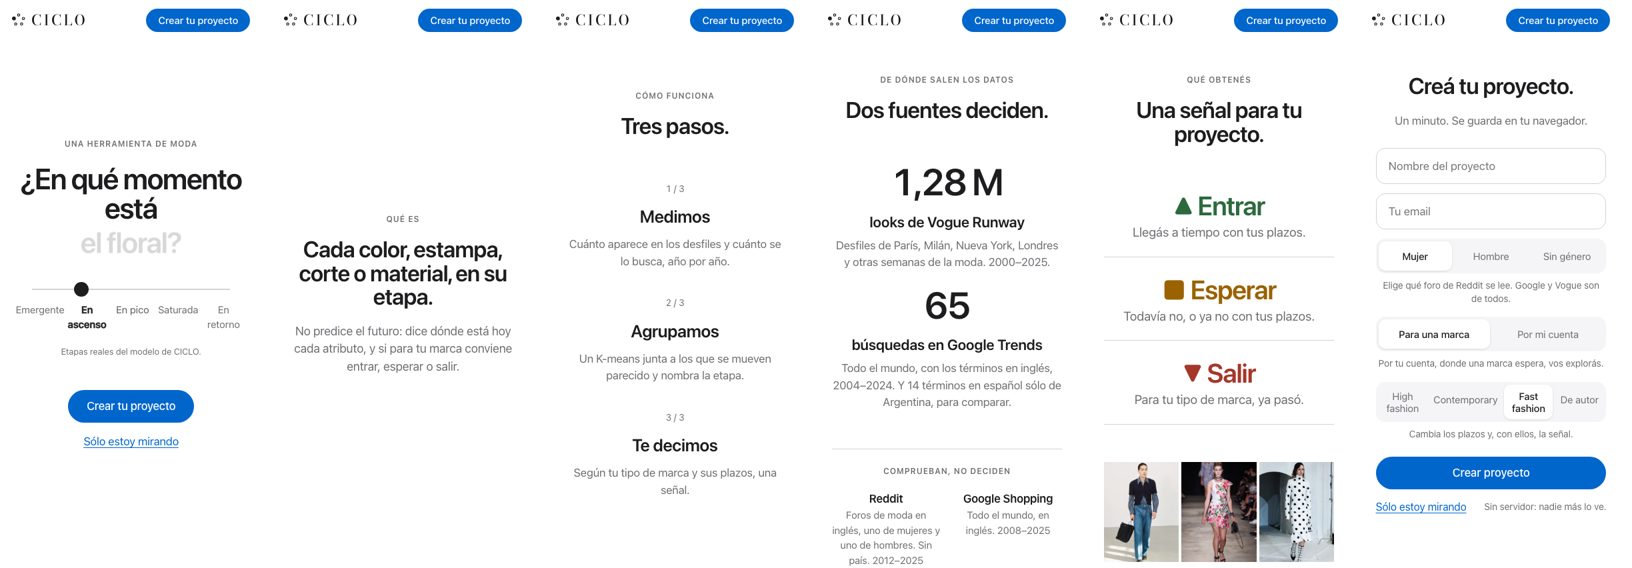 CICLO
Crear tu proyecto
UNA HERRAMIENTA DE MODA
¿En qué momento
está
el floral?
Emergente
En
ascenso
En pico
Saturada
En
retorno
Etapas reales del modelo de CICLO.
Crear tu proyecto
Sólo estoy mirando
CICLO
Crear tu proyecto
QUÉ ES
Cada color, estampa,
corte o material, en su
etapa.
No predice el futuro: dice dónde está hoy
cada atributo, y si para tu marca conviene
entrar, esperar o salir.
CICLO
Crear tu proyecto
CÓMO FUNCIONA
Tres pasos.
1 / 3
Medimos
Cuánto aparece en los desfiles y cuánto se
lo busca, año por año.
2 / 3
Agrupamos
Un K-means junta a los que se mueven
parecido y nombra la etapa.
3 / 3
Te decimos
Según tu tipo de marca y sus plazos, una
señal.
CICLO
Crear tu proyecto
DE DÓNDE SALEN LOS DATOS
Dos fuentes deciden.
1,28 M
looks de Vogue Runway
Desfiles de París, Milán, Nueva York, Londres
y otras semanas de la moda. 2000–2025.
65
búsquedas en Google Trends
Todo el mundo, con los términos en inglés,
2004–2024. Y 14 términos en español sólo de
Argentina, para comparar.
COMPRUEBAN, NO DECIDEN
Reddit
Foros de moda en
inglés, uno de mujeres y
uno de hombres. Sin
país. 2012–2025
Google Shopping
Todo el mundo, en
inglés. 2008–2025
CICLO
Crear tu proyecto
QUÉ OBTENÉS
Una señal para tu
proyecto.
Entrar
Llegás a tiempo con tus plazos.
Esperar
Todavía no, o ya no con tus plazos.
Salir
Para tu tipo de marca, ya pasó.
CICLO
Crear tu proyecto
Creá tu proyecto.
Un minuto. Se guarda en tu navegador.
Nombre del proyecto
Tu email
Mujer
Hombre
Sin género
Elige qué foro de Reddit se lee. Google y Vogue son
de todos.
Para una marca
Por mi cuenta
Por tu cuenta, donde una marca espera, vos explorás.
High
fashion
Contemporary
Fast
fashion
De autor
Cambia los plazos y, con ellos, la señal.
Crear proyecto
Sólo estoy mirando
Sin servidor: nadie más lo ve.